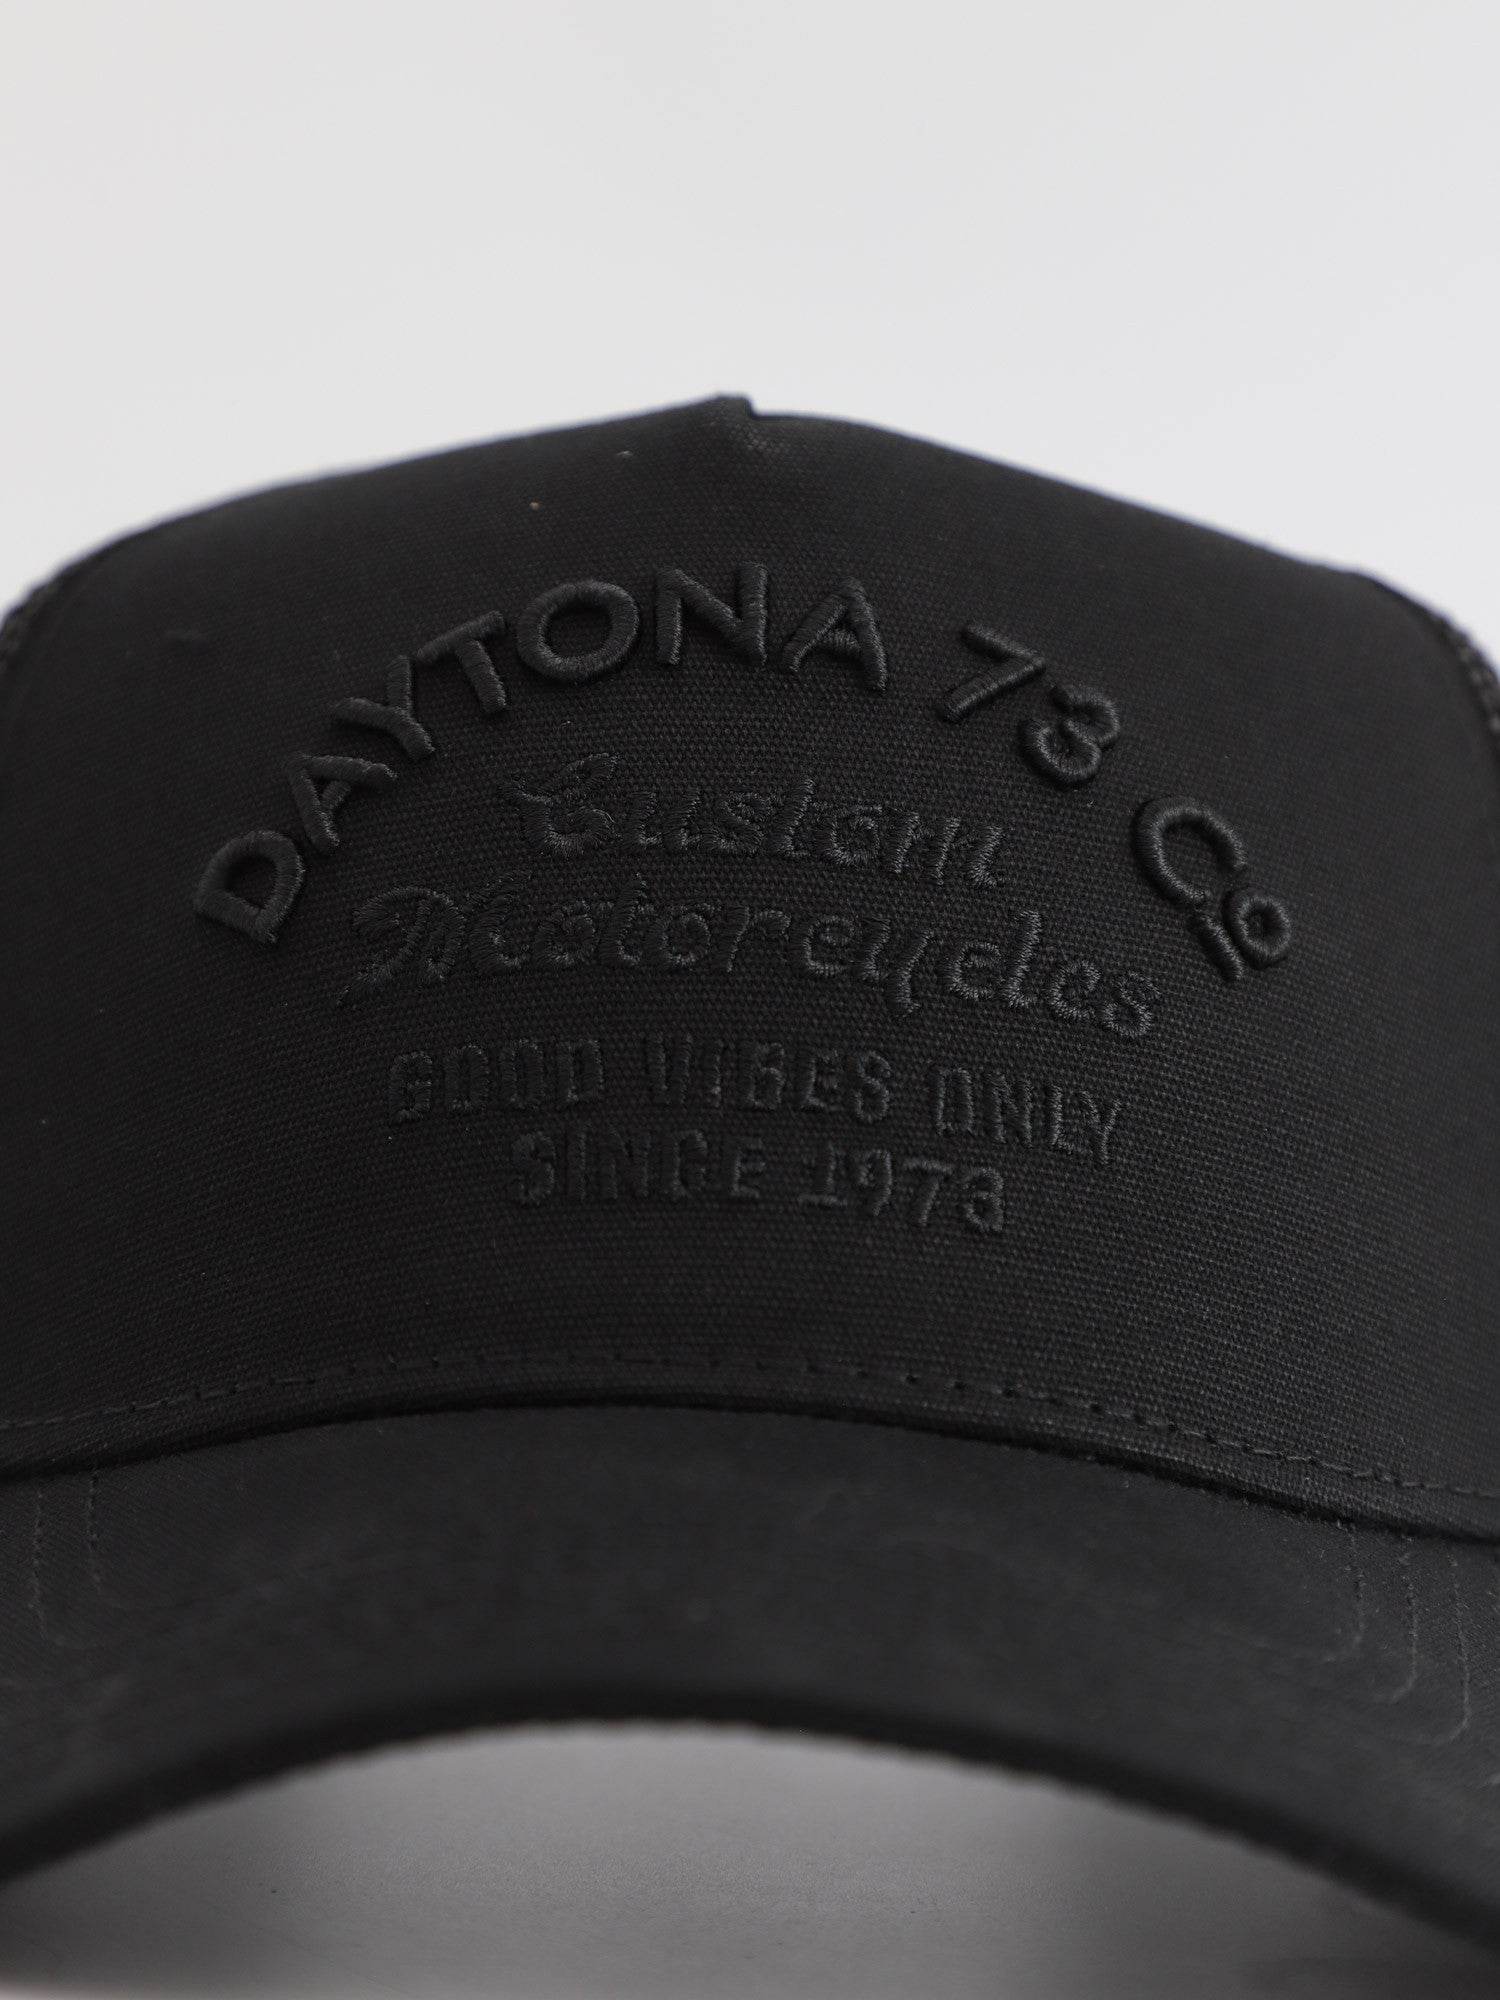 DAYTONA 73 Co
Custom
Motorcycles
GOOD VIBES ONLY
SINCE 1973